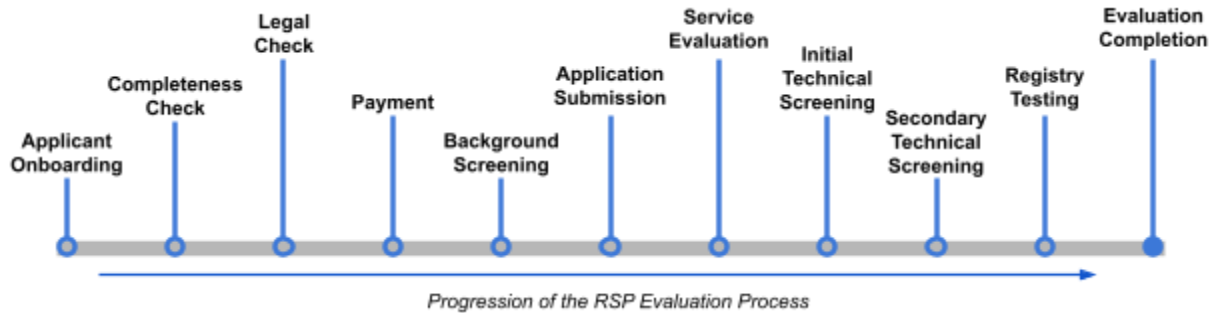 Applicant
Onboarding
Completeness
Check
Legal
Check
Payment
Background
Screening
Application
Submission
Service
Evaluation
Initial
Technical
Screening
Secondary
Technical
Screening
Registry
Testing
Evaluation
Completion
Progression of the RSP Evaluation Process